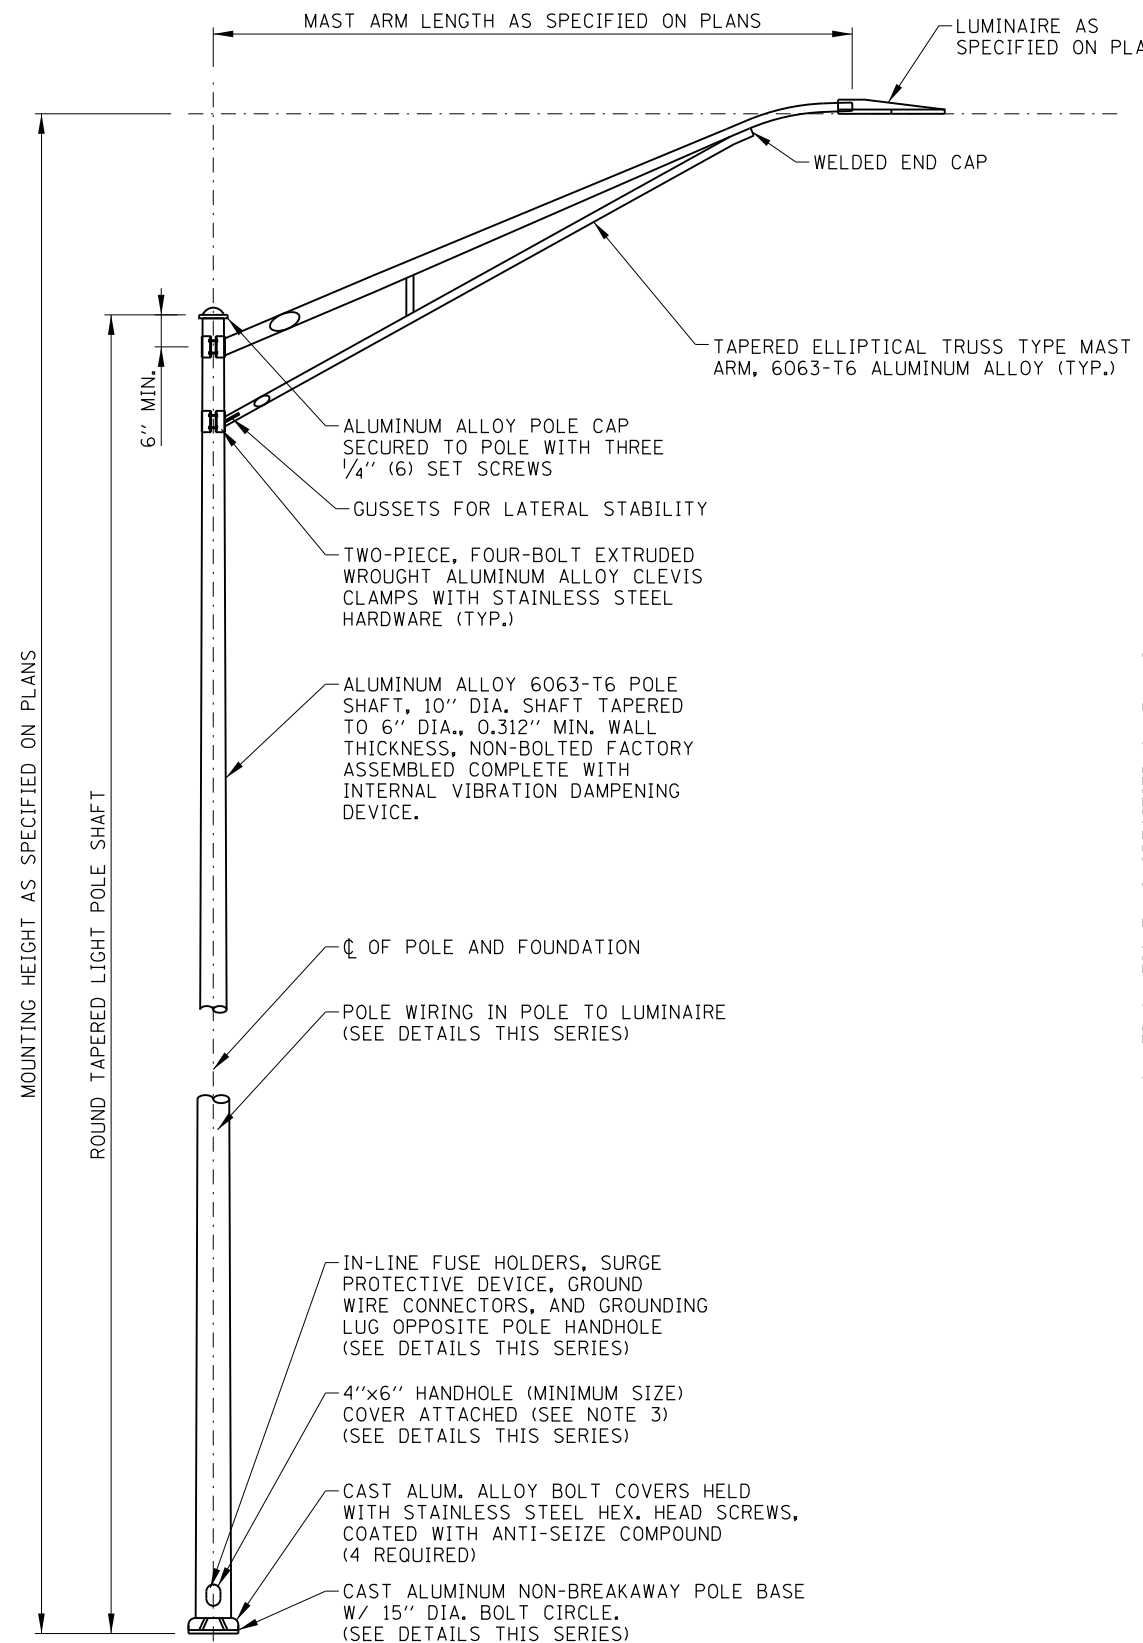 MAST ARM LENGTH AS SPECIFIED ON PLANS
LUMINAIRE AS
SPECIFIED ON
WELDED END CAP
TAPERED ELLIPTICAL TRUSS TYPE MAST
ARM, 6063-T6 ALUMINUM ALLOY (TYP.)
6" MIN.
ALUMINUM ALLOY POLE CAP
SECURED TO POLE WITH THREE
1/4" (6) SET SCREWS
GUSSETS FOR LATERAL STABILITY
TWO-PIECE, FOUR-BOLT EXTRUDED
WROUGHT ALUMINUM ALLOY CLEVIS
CLAMPS WITH STAINLESS STEEL
HARDWARE (TYP.)
ALUMINUM ALLOY 6063-T6 POLE
SHAFT, 10" DIA. SHAFT TAPERED
TO 6" DIA., 0.312" MIN. WALL
THICKNESS, NON-BOLTED FACTORY
ASSEMBLED COMPLETE WITH
INTERNAL VIBRATION DAMPENING
DEVICE.
MOUNTING HEIGHT AS SPECIFIED ON PLANS
ROUND TAPERED LIGHT POLE SHAFT
℄ OF POLE AND FOUNDATION
POLE WIRING IN POLE TO LUMINAIRE
(SEE DETAILS THIS SERIES)
IN-LINE FUSE HOLDERS, SURGE
PROTECTIVE DEVICE, GROUND
WIRE CONNECTORS, AND GROUNDING
LUG OPPOSITE POLE HANDHOLE
(SEE DETAILS THIS SERIES)
4"x6" HANDHOLE (MINIMUM SIZE)
COVER ATTACHED (SEE NOTE 3)
(SEE DETAILS THIS SERIES)
CAST ALUM. ALLOY BOLT COVERS HELD
WITH STAINLESS STEEL HEX. HEAD SCREWS,
COATED WITH ANTI-SEIZE COMPOUND
(4 REQUIRED)
CAST ALUMINUM NON-BREAKAWAY POLE BASE
W/ 15" DIA. BOLT CIRCLE.
(SEE DETAILS THIS SERIES)